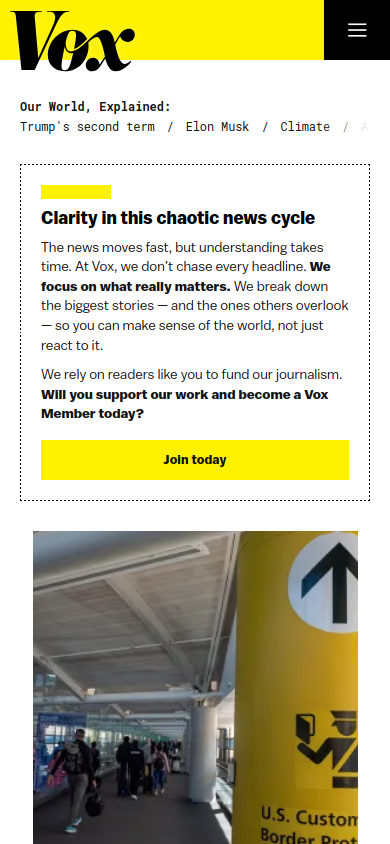 Vox
Our World, Explained:
Trump's second term / Elon Musk / Climate /
Clarity in this chaotic news cycle
The news moves fast, but understanding takes
time. At Vox, we don't chase every headline. We
focus on what really matters. We break down
the biggest stories — and the ones others overlook
— so you can make sense of the world, not just
react to it.
We rely on readers like you to fund our journalism.
Will you support our work and become a Vox
Member today?
Join today
U.S. Custom
Border Prot